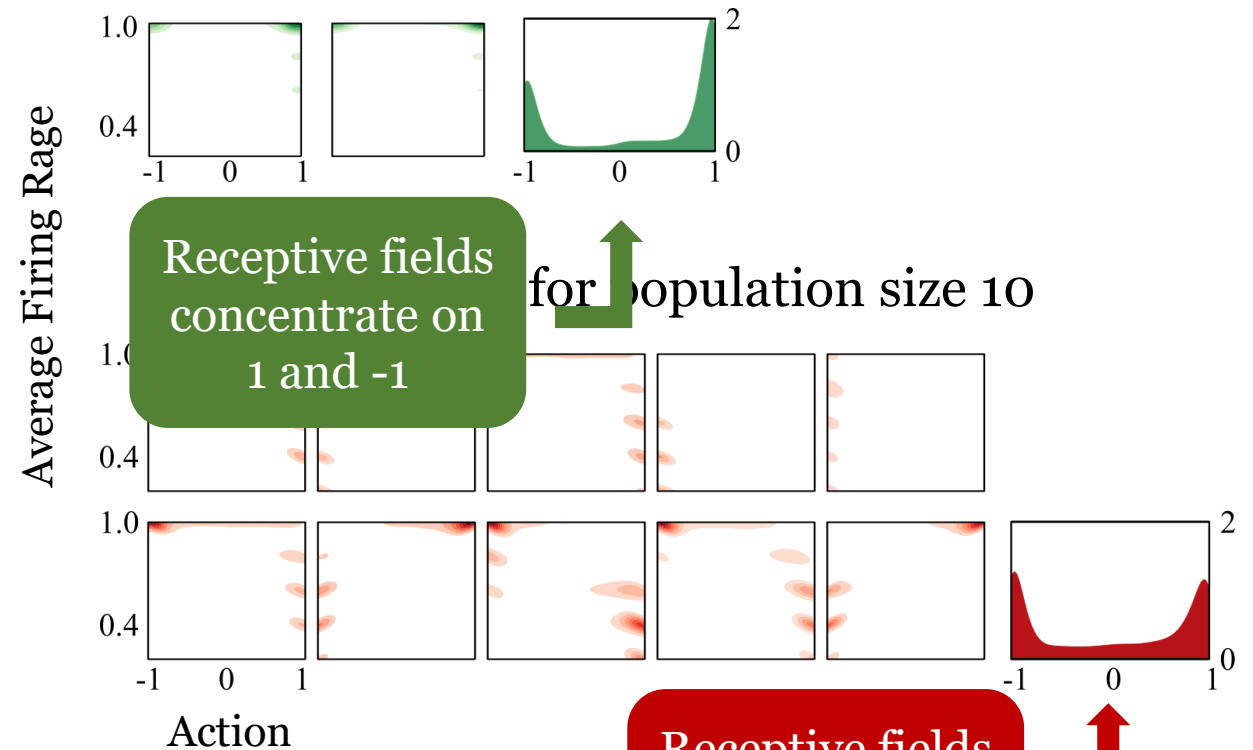 1.0
0.4
-1 0 1
2
0
-1 0 1
Average Firing Rage
Receptive fields
concentrate on
1 and -1
for population size 10
1.0
0.4
1.0
0.4
-1 0 1
2
0
-1 0 1
Action
Receptive fields